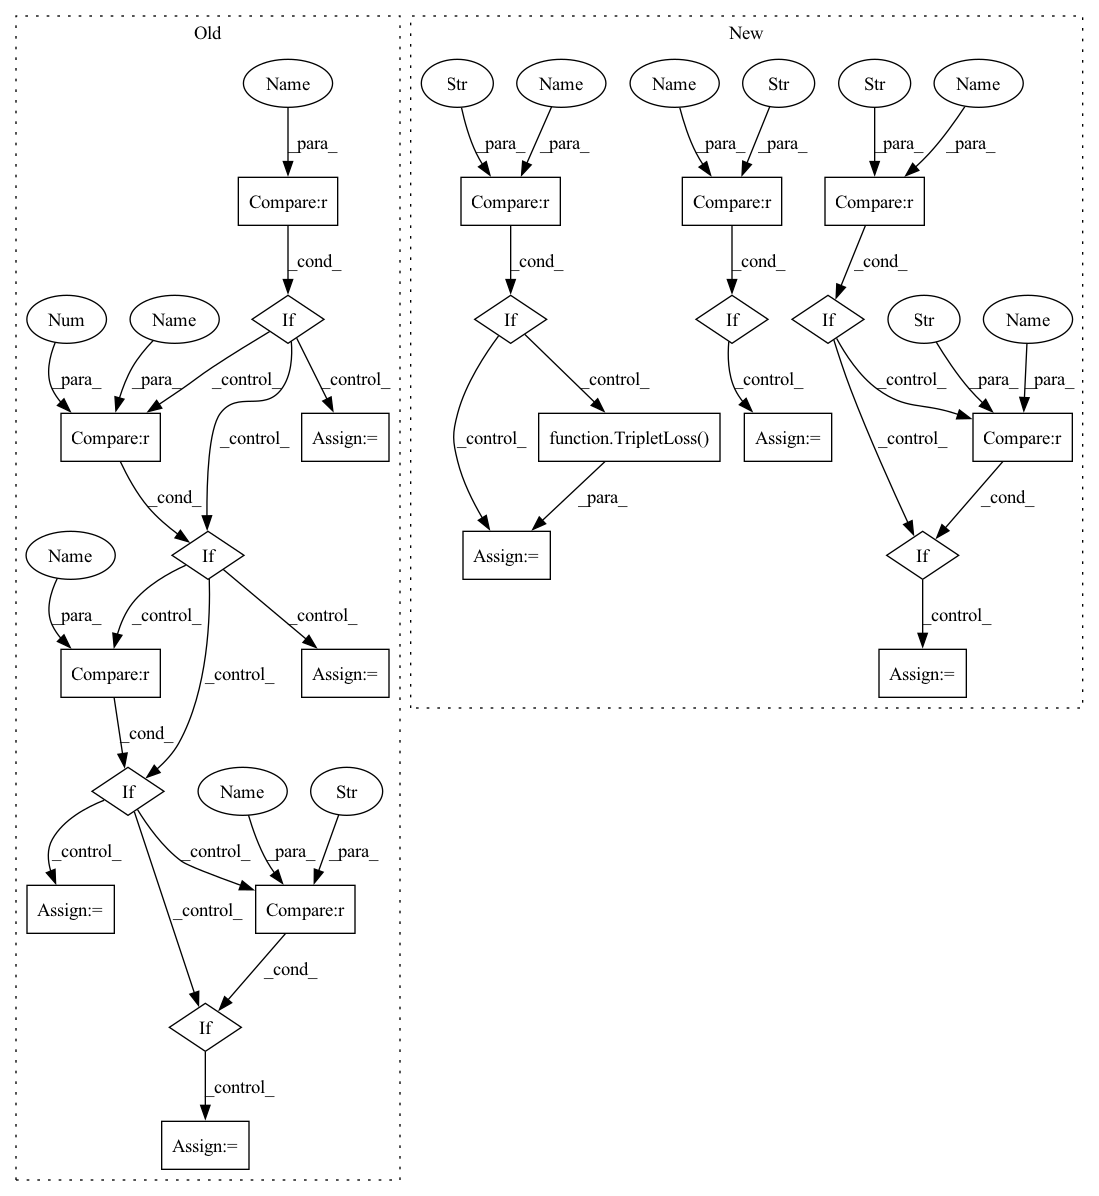 Old
Name
_para_
Compare:r
_cond_
Num
Name
If
_para_
_para_
_control_
_control_
Compare:r
_control_
Assign:=
_cond_
Name
If
_para_
_control_
_control_
Compare:r
_control_
Assign:=
_cond_
If
Name
Str
_control_
_control_
_para_
_para_
Assign:=
_control_
Compare:r
_cond_
If
_control_
Assign:=
New
Str
Name
Name
Str
Str
Name
_para_
_para_
_para_
_para_
_para_
_para_
Compare:r
Compare:r
Compare:r
_cond_
_cond_
_cond_
If
If
If
Str
Name
_control_
_control_
_control_
_para_
_para_
_control_
function.TripletLoss()
Assign:=
_control_
Compare:r
_para_
_cond_
Assign:=
If
_control_
Assign:=